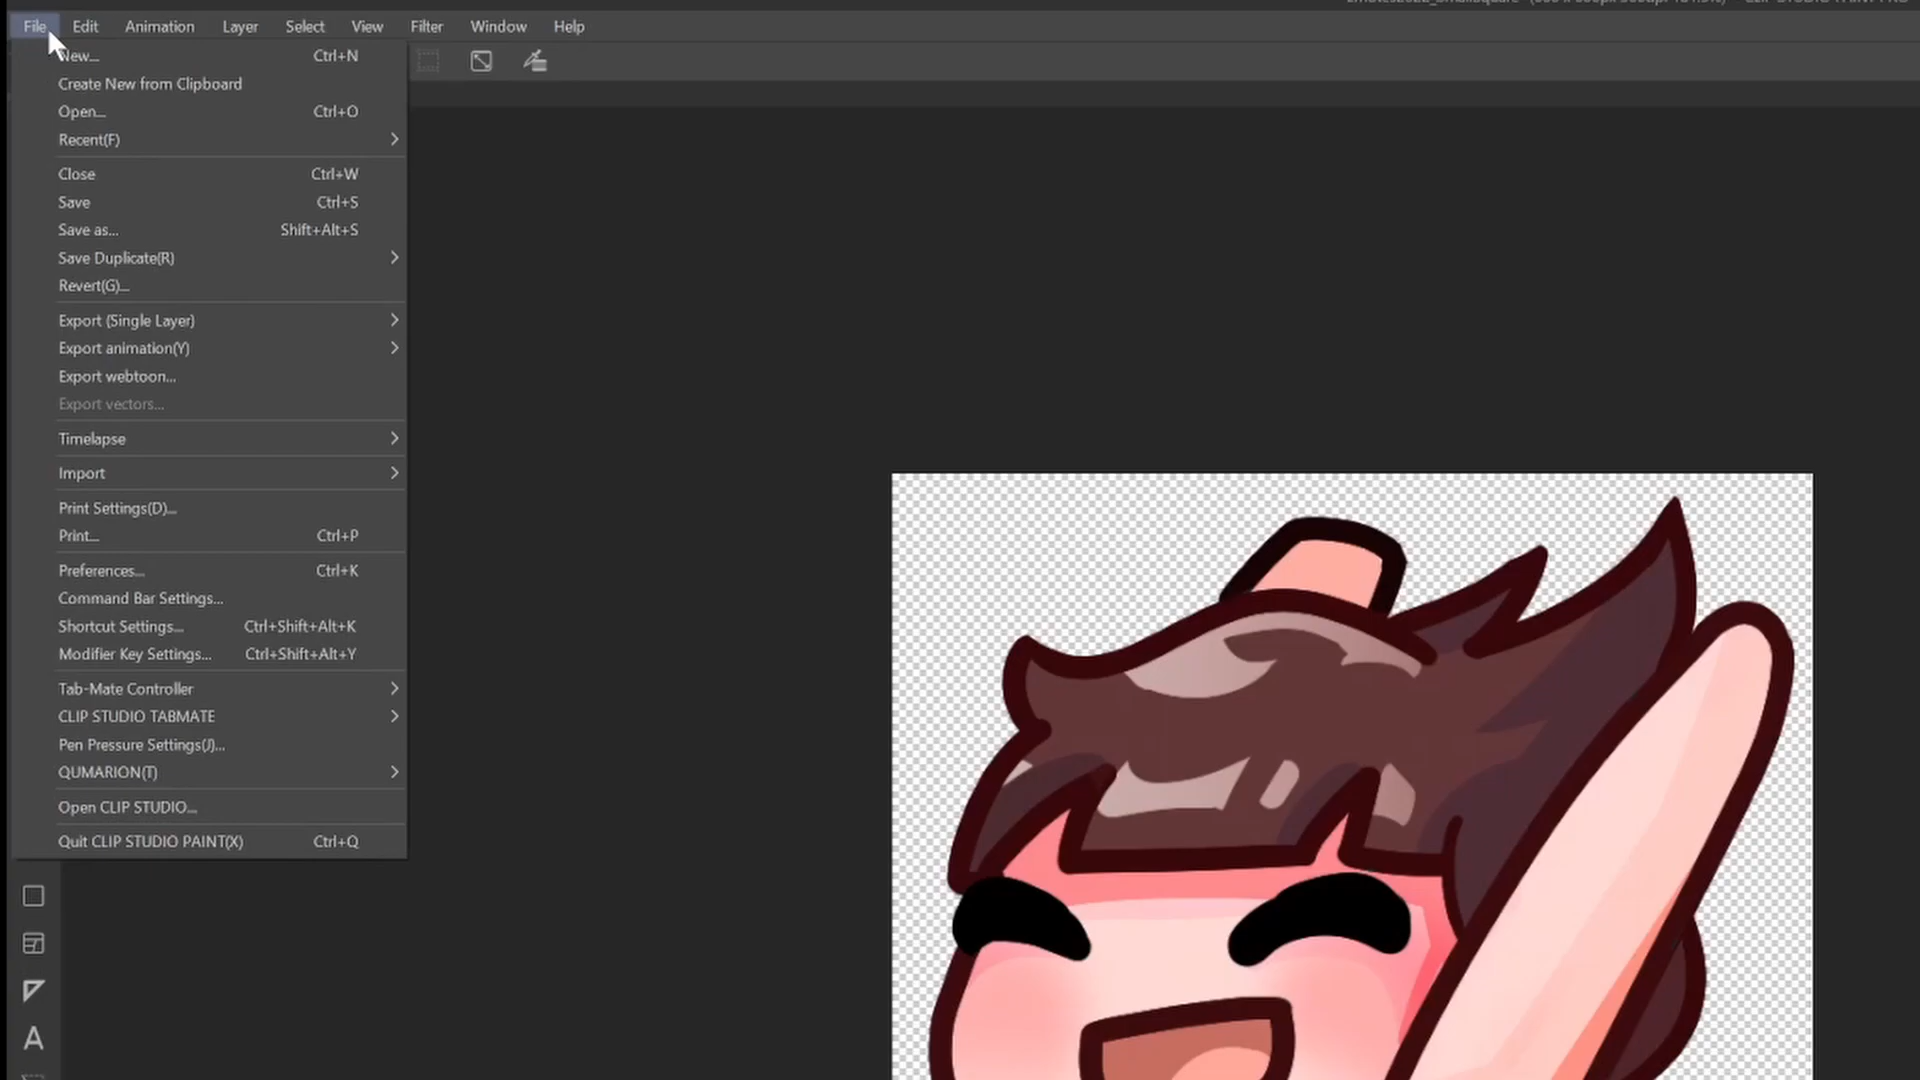 File Edit Animation Layer Select View Filter Window Help
New... Ctrl+N
Create New from Clipboard
Open... Ctrl+O
Recent(F)
Close Ctrl+W
Save Ctrl+S
Save as... Shift+Alt+S
Save Duplicate(R)
Revert(G)...
Export (Single Layer)
Export animation(Y)
Export webtoon...
Export vectors...
Timelapse
Import
Print Settings(D)...
Print... Ctrl+P
Preferences... Ctrl+K
Command Bar Settings...
Shortcut Settings... Ctrl+Shift+Alt+K
Modifier Key Settings... Ctrl+Shift+Alt+Y
Tab-Mate Controller
CLIP STUDIO TABMATE
Pen Pressure Settings(J)...
QUMARION(T)
Open CLIP STUDIO...
Quit CLIP STUDIO PAINT(X) Ctrl+Q
A